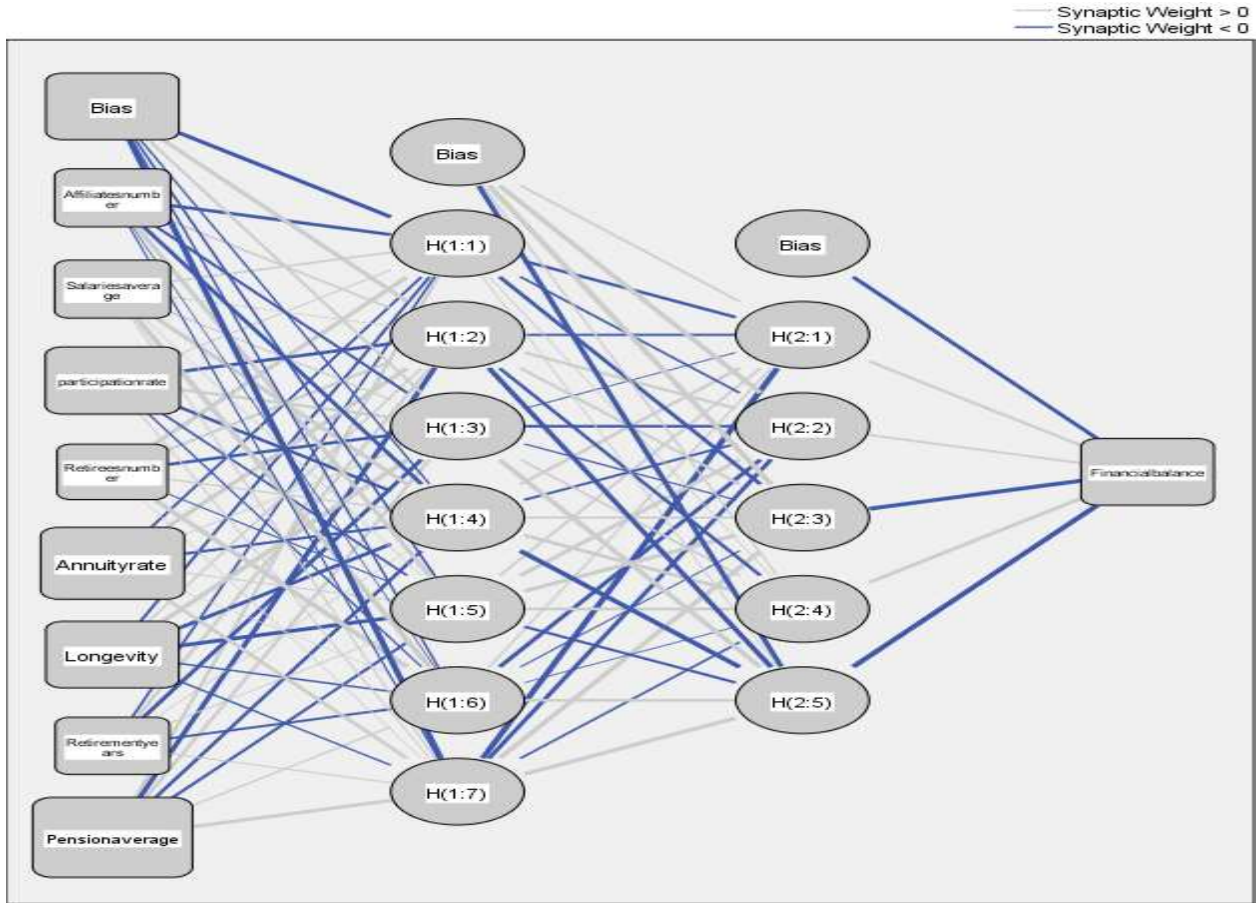 Synaptic Weight > 0
Synaptic Weight < 0
Bias
Affiliatesnumb
er
Salariesavera
ge
participationrate
Retireesnumb
er
Annuityrate
Longevity
Retirementye
ars
Pensionaverage
Bias
H(1:1)
H(1:2)
H(1:3)
H(1:4)
H(1:5)
H(1:6)
H(1:7)
Bias
H(2:1)
H(2:2)
H(2:3)
H(2:4)
H(2:5)
Financialbalance